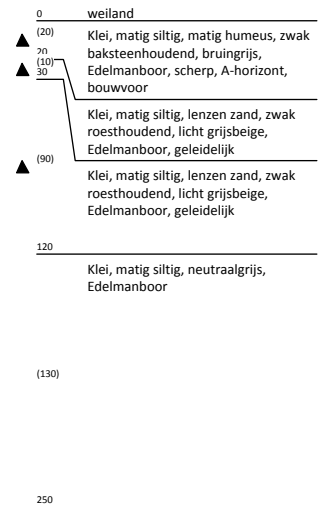 0 weiland
(20) Klei, matig siltig, matig humeus, zwak
20 baksteenhoudend, bruingrijs,
(10) Edelmanboor, scherp, A-horizont,
30 bouwvoor
Klei, matig siltig, lenzen zand, zwak
roesthoudend, licht grijsbeige,
Edelmanboor, geleidelijk
(90) Klei, matig siltig, lenzen zand, zwak
roesthoudend, licht grijsbeige,
Edelmanboor, geleidelijk
120
Klei, matig siltig, neutraalgrijs,
Edelmanboor
(130)
250